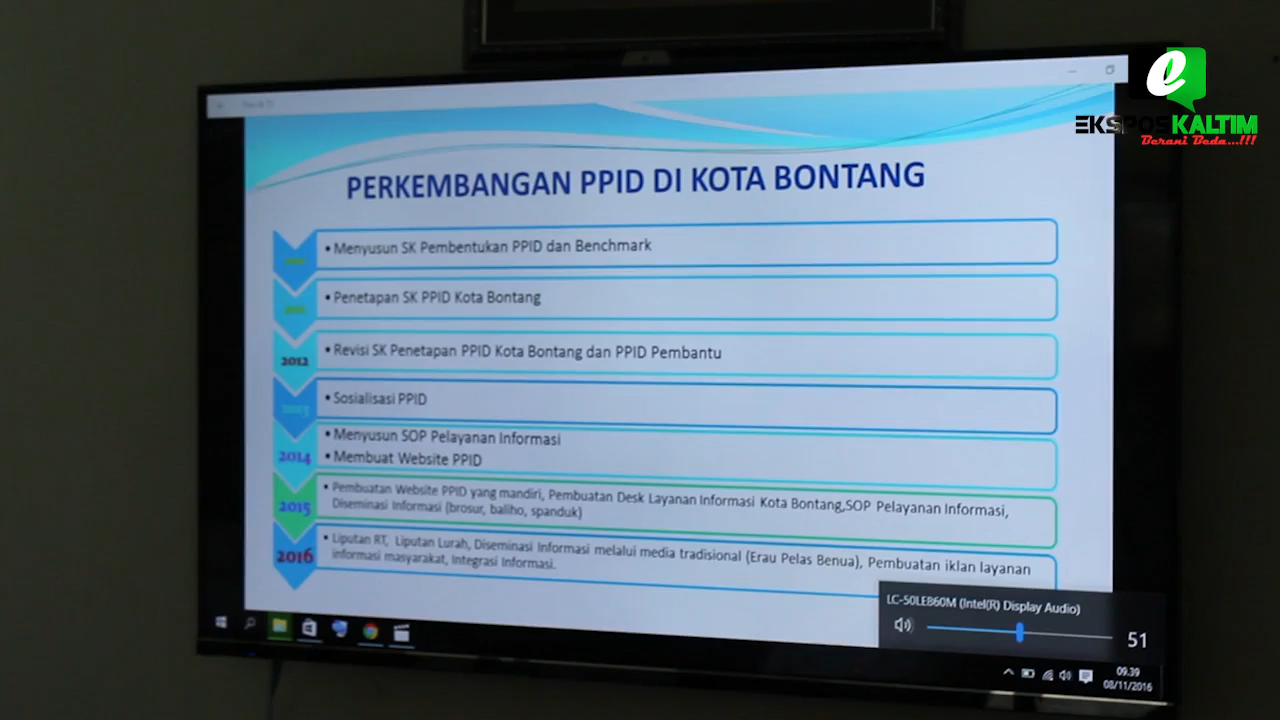 e
EKSPOSKALTIM
Berani Beda...!!!
PERKEMBANGAN PPID DI KOTA BONTANG
• Menyusun SK Pembentukan PPID dan Benchmark
• Penetapan SK PPID Kota Bontang
2012
• Revisi SK Penetapan PPID Kota Bontang dan PPID Pembantu
2013
• Sosialisasi PPID
2014
• Menyusun SOP Pelayanan Informasi
• Membuat Website PPID
2015
• Pembuatan Website PPID yang mandiri, Pembuatan Desk Layanan Informasi Kota Bontang,SOP Pelayanan Informasi,
Diseminasi Informasi (brosur, baliho, spanduk)
2016
• Liputan RT, Liputan Lurah, Diseminasi Informasi melalui media tradisional (Erau Pelas Benua), Pembuatan iklan layanan
informasi masyarakat, Integrasi Informasi.
LC-50LE860M (Intel(R) Display Audio)
51
09.39
08/11/2016